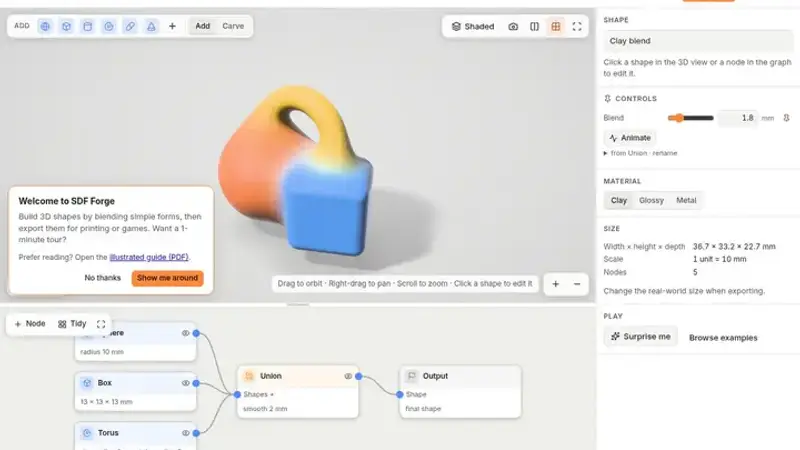 ADD
Add
Carve
Shaded
Welcome to SDF Forge
Build 3D shapes by blending simple forms, then
export them for printing or games. Want a 1-
minute tour?
Prefer reading? Open the illustrated guide (PDF).
No thanks
Show me around
Drag to orbit · Right-drag to pan · Scroll to zoom · Click a shape to edit it
+ Node
Tidy
radius 10 mm
Box
13 × 13 × 13 mm
Torus
Union
Shapes +
smooth 2 mm
Output
Shape
final shape
SHAPE
Clay blend
Click a shape in the 3D view or a node in the graph
to edit it.
CONTROLS
Blend
1.8 mm
Animate
from Union · rename
MATERIAL
Clay
Glossy
Metal
SIZE
Width × height × depth 36.7 × 33.2 × 22.7 mm
Scale 1 unit = 10 mm
Nodes 5
Change the real-world size when exporting.
PLAY
Surprise me
Browse examples